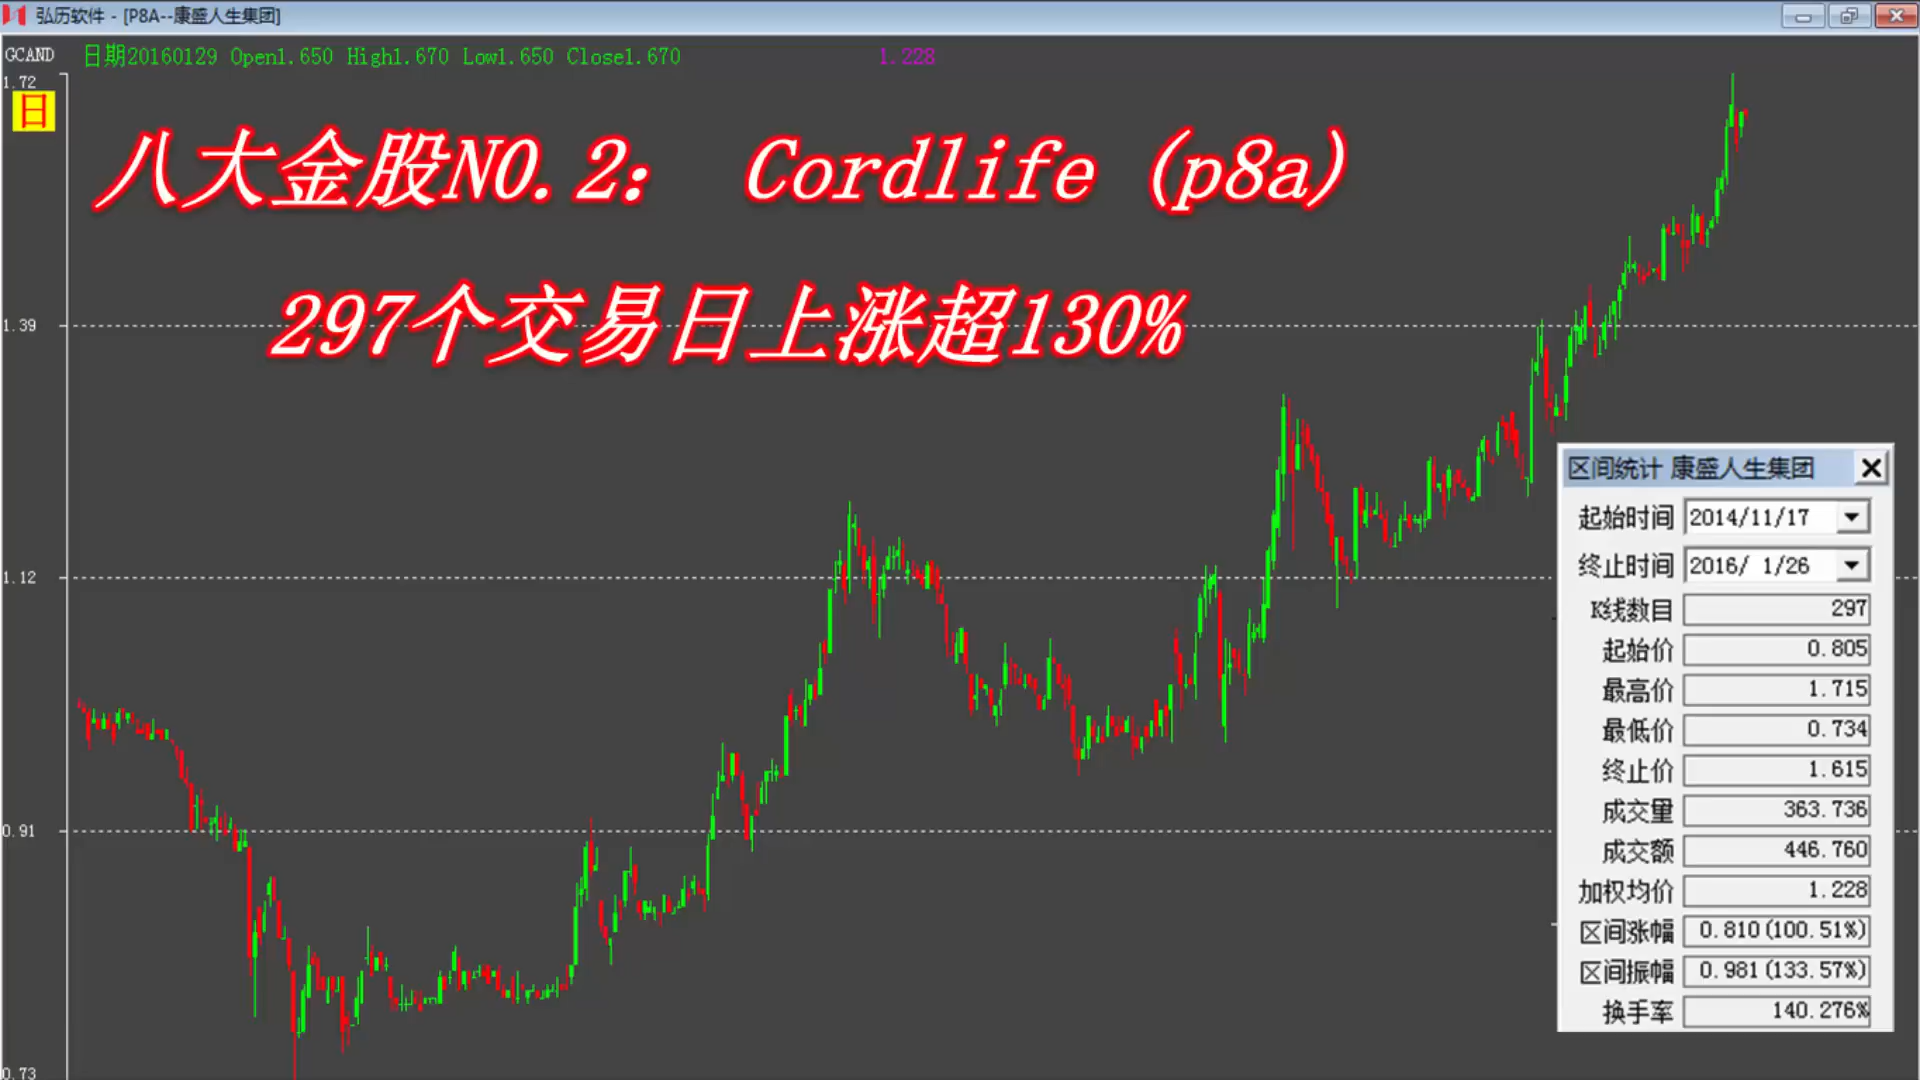 弘历软件 - [P8A--康盛人生集团]
GCAND 日期20160129 Open1.650 High1.670 Low1.650 Close1.670 1.228
1.72
日
八大金股NO.2: Cordlife (p8a)
297个交易日上涨超130%
1.39
1.12
0.91
0.73
区间统计 康盛人生集团
起始时间 2014/11/17
终止时间 2016/ 1/26
K线数目 297
起始价 0.805
最高价 1.715
最低价 0.734
终止价 1.615
成交量 363.736
成交额 446.760
加权均价 1.228
区间涨幅 0.810(100.51%)
区间振幅 0.981(133.57%)
换手率 140.276%